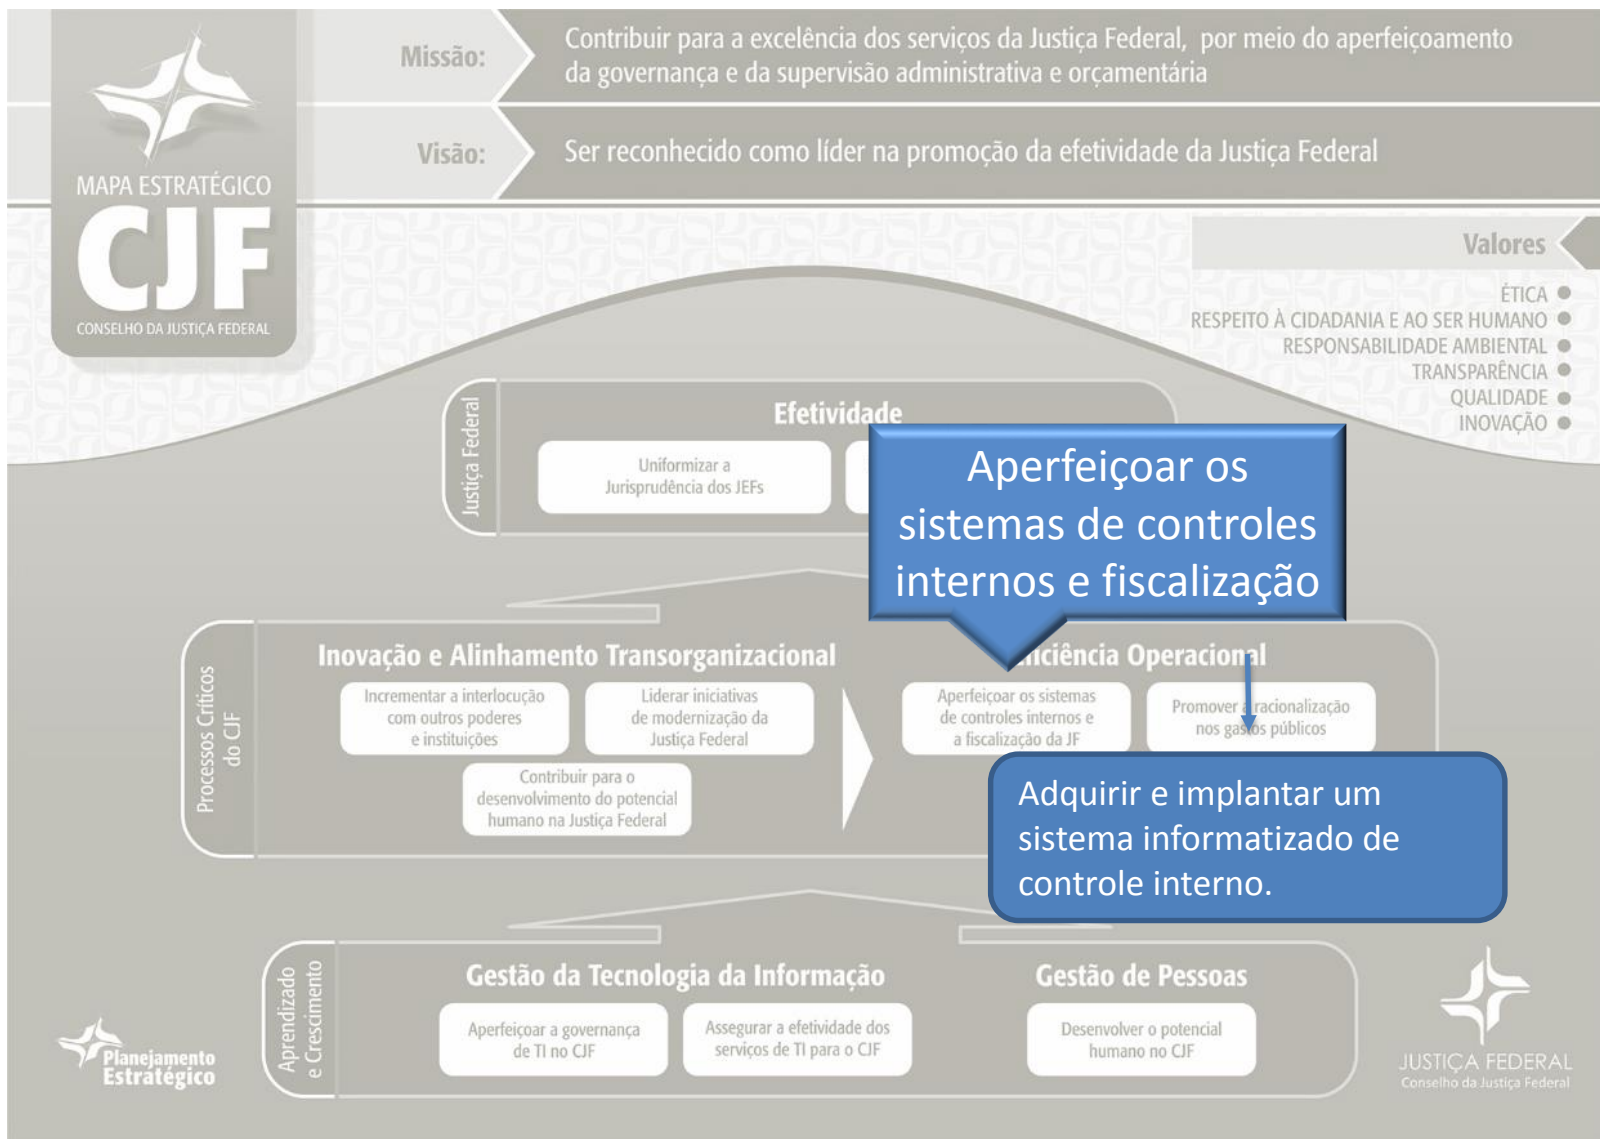 Missão:
Contribuir para a excelência dos serviços da Justiça Federal, por meio do aperfeiçoamento
da governança e da supervisão administrativa e orçamentária
Visão:
Ser reconhecido como líder na promoção da efetividade da Justiça Federal
MAPA ESTRATÉGICO
CJF
CONSELHO DA JUSTIÇA FEDERAL
Valores
ÉTICA
RESPEITO À CIDADANIA E AO SER HUMANO
RESPONSABILIDADE AMBIENTAL
TRANSPARÊNCIA
QUALIDADE
INOVAÇÃO
Justiça Federal
Efetividade
Uniformizar a
Jurisprudência dos JEFs
Aperfeiçoar os
sistemas de controles
internos e fiscalização
Processos Críticos
do CJF
Inovação e Alinhamento Transorganizacional
Incrementar a interlocução
com outros poderes
e instituições
Liderar iniciativas
de modernização da
Justiça Federal
Contribuir para o
desenvolvimento do potencial
humano na Justiça Federal
Operacional
Aperfeiçoar os sistemas
de controles internos e
a fiscalização da JF
Promover a racionalização
nos gastos públicos
Adquirir e implantar um
sistema informatizado de
controle interno.
Aprendizado
e Crescimento
Gestão da Tecnologia da Informação
Aperfeiçoar a governança
de TI no CJF
Assegurar a efetividade dos
serviços de TI para o CJF
Gestão de Pessoas
Desenvolver o potencial
humano no CJF
Planejamento
Estratégico
JUSTIÇA FEDERAL
Conselho da Justiça Federal